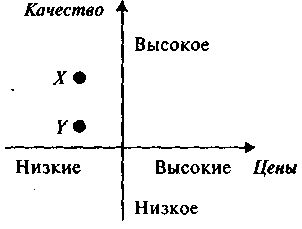 Качество
Высокое
X
Y
Низкие Высокие Цены
Низкое